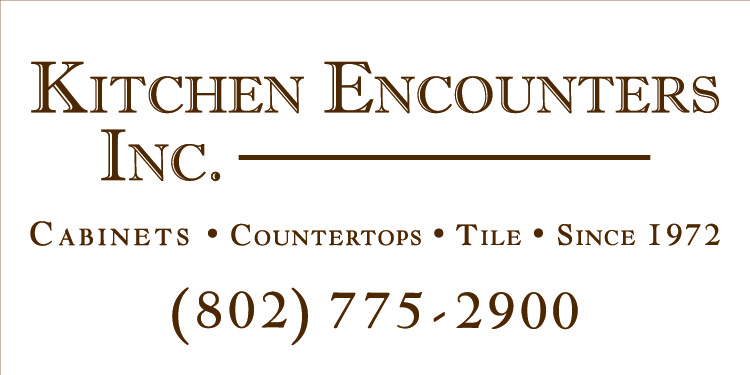 Kitchen Encounters
Inc.
Cabinets • Countertops • Tile • Since 1972
(802) 775-2900